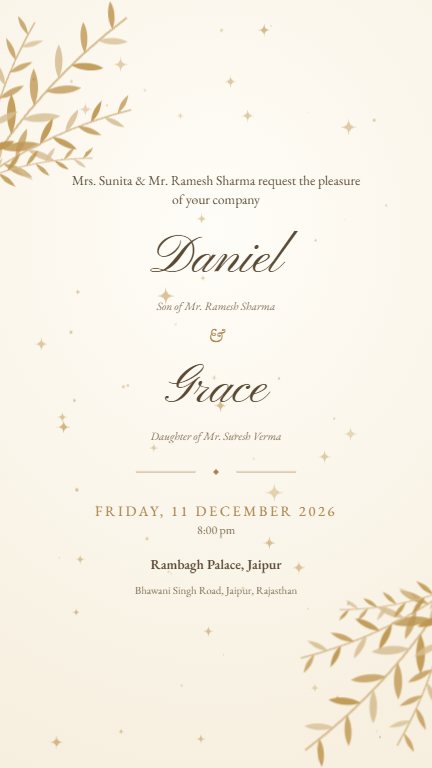 Mrs. Sunita & Mr. Ramesh Sharma request the pleasure
of your company
Daniel
Son of Mr. Ramesh Sharma
&
Grace
Daughter of Mr. Suresh Verma
FRIDAY, 11 DECEMBER 2026
8:00 pm
Rambagh Palace, Jaipur
Bhawani Singh Road, Jaipur, Rajasthan